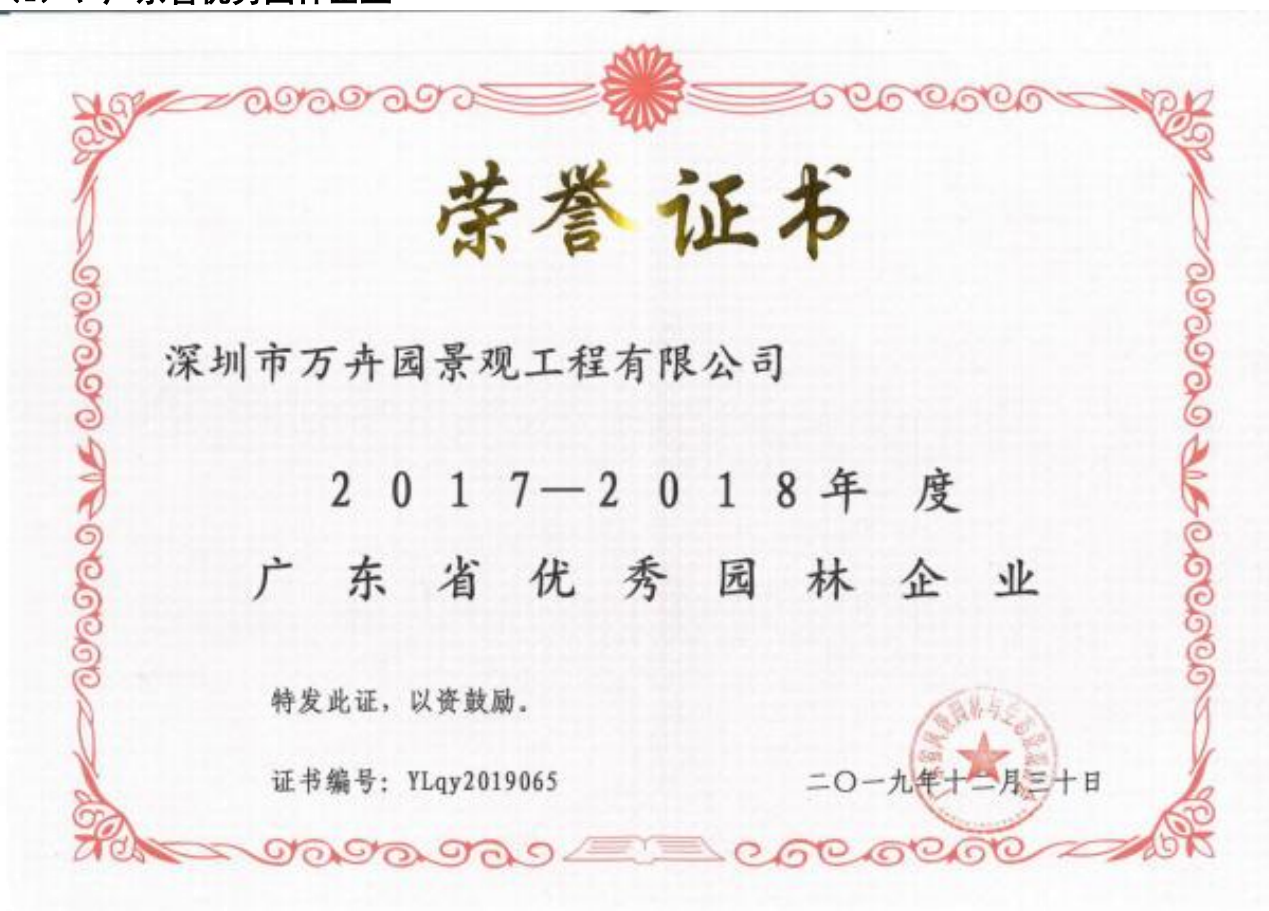 荣誉证书
深圳市万卉园景观工程有限公司
2017—2018年度
广东省优秀园林企业
特发此证，以资鼓励。
证书编号：YLqy2019065
二〇一九年十二月三十日